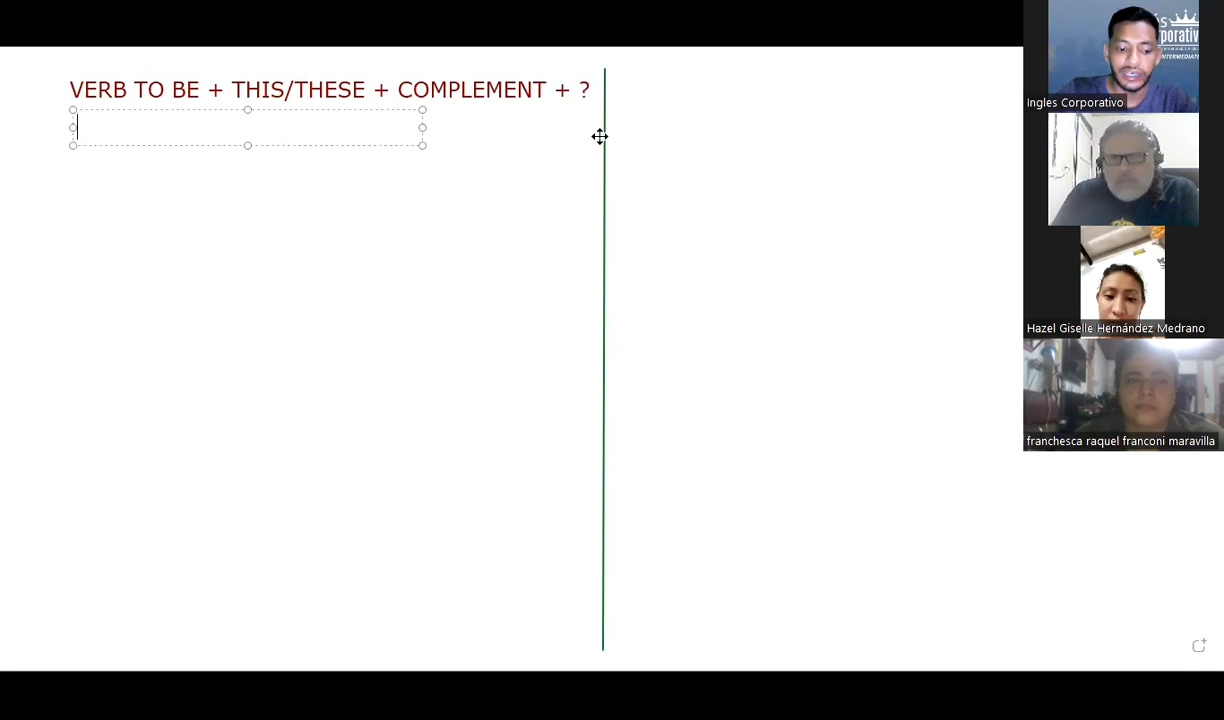 VERB TO BE + THIS/THESE + COMPLEMENT + ?
Ingles Corporativo
Hazel Giselle Hernández Medrano
franchesca raquel franconi maravilla